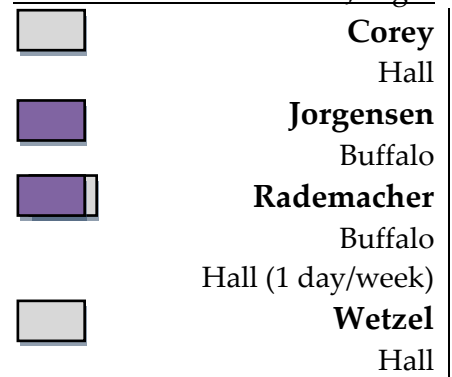 Corey
Hall
Jorgensen
Buffalo
Rademacher
Buffalo
Hall (1 day/week)
Wetzel
Hall